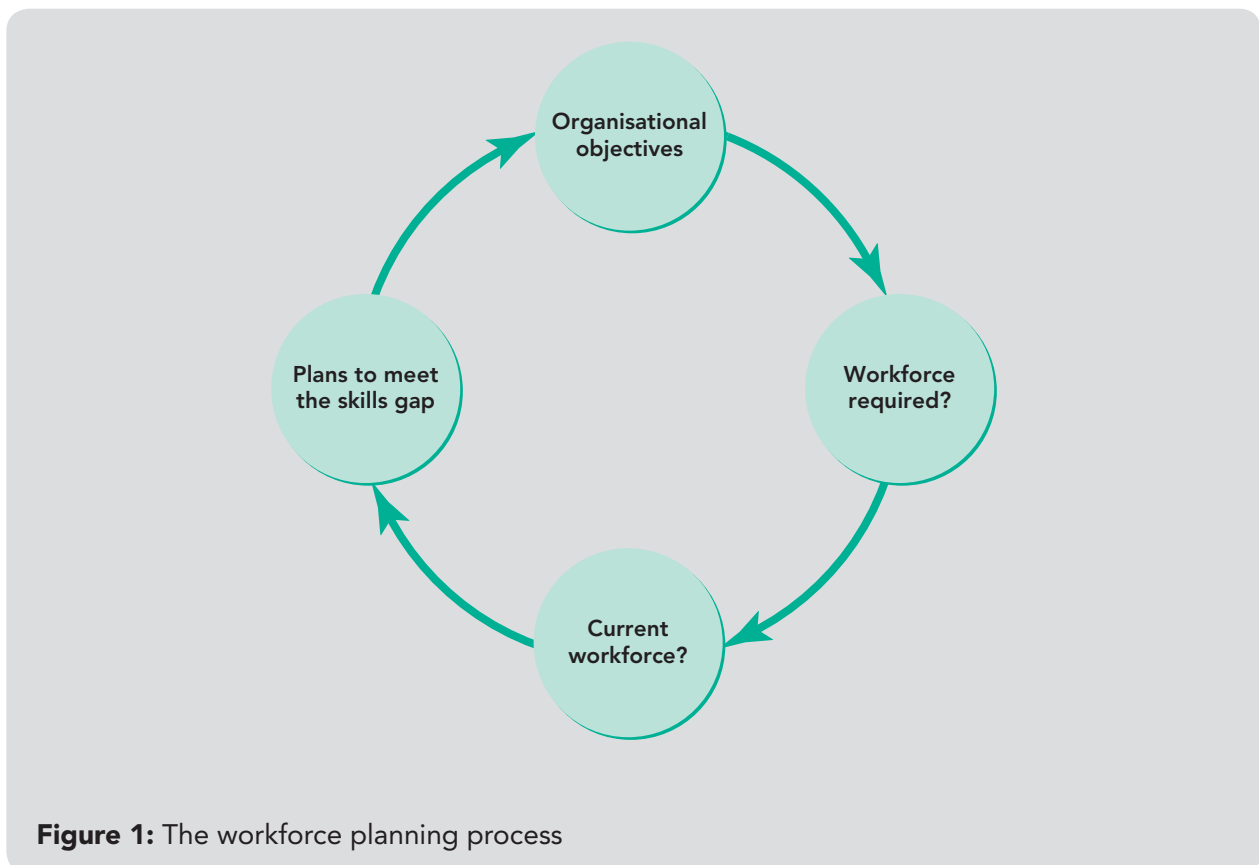 Organisational
objectives
Workforce
required?
Current
workforce?
Plans to meet
the skills gap
Figure 1: The workforce planning process